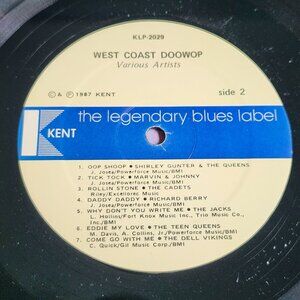 KLP-2029
WEST COAST DOOWOP
Various Artists
© & ℗ 1987 KENT
side 2
KENT
the legendary blues label
1. OOP SHOOP • SHIRLEY GUNTER & THE QUEENS
J. Josea/Powerforce Music/BMI
2. TICK TOCK • MARVIN & JOHNNY
J. Josea/Powerforce Music/BMI
3. ROLLIN STONE • THE CADETS
Riley/Excellorec Music
4. DADDY DADDY • RICHARD BERRY
J. Josea/Powerforce Music/BMI
5. WHY DON'T YOU WRITE ME • THE JACKS
L. Hollins/Fort Knox Music Inc., Trio Music Co.,
Inc./BMI
6. EDDIE MY LOVE • THE TEEN QUEENS
M. Davis, A. Collins, Jr./Powerforce Music/BMI
7. COME GO WITH ME • THE DELL VIKINGS
C. Quick/Gil Music Corp./BMI